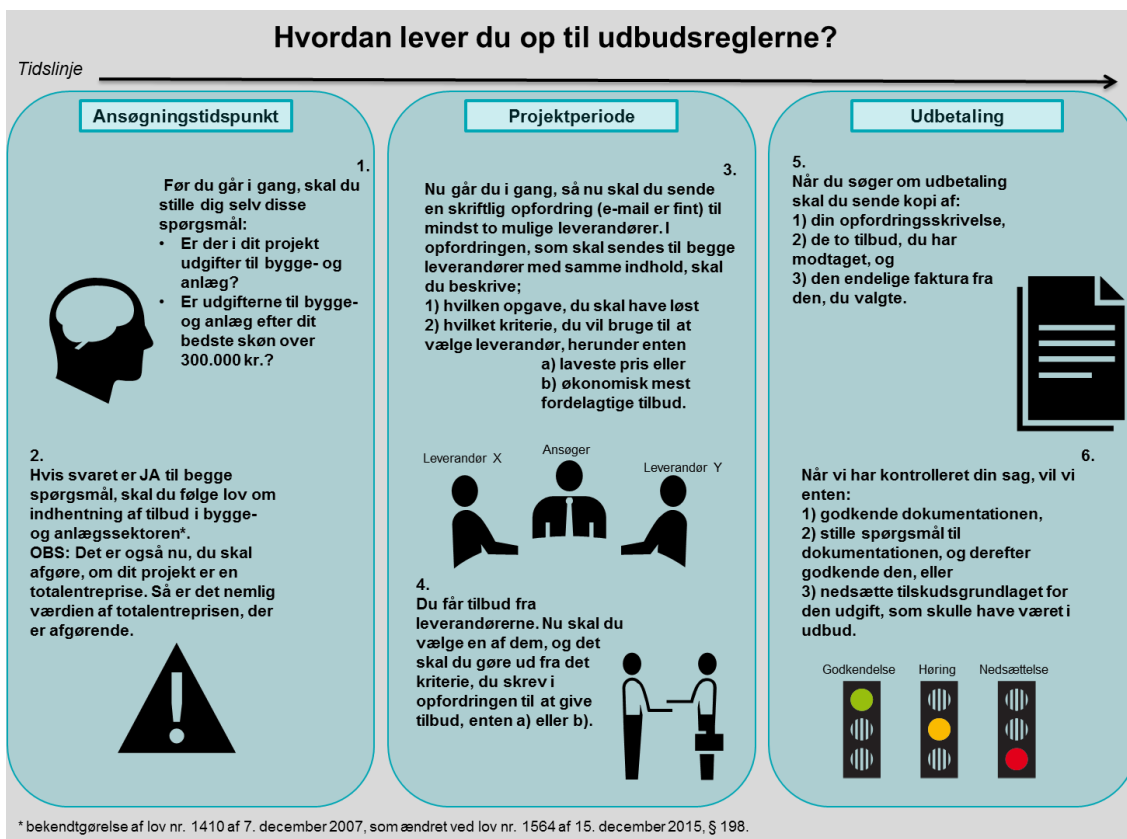 Hvordan lever du op til udbudsreglerne?
Tidslinje
Ansøgningstidspunkt
1.
Før du går i gang, skal du
stille dig selv disse
spørgsmål:
• Er der i dit projekt
udgifter til bygge- og
anlæg?
• Er udgifterne til bygge-
og anlæg efter dit
bedste skøn over
300.000 kr.?
2.
Hvis svaret er JA til begge
spørgsmål, skal du følge lov om
indhentning af tilbud i bygge-
og anlægssektoren*.
OBS: Det er også nu, du skal
afgøre, om dit projekt er en
totalentreprise. Så er det nemlig
værdien af totalentreprisen, der
er afgørende.
Projektperiode
3.
Nu går du i gang, så nu skal du sende
en skriftlig opfordring (e-mail er fint) til
mindst to mulige leverandører. I
opfordringen, som skal sendes til begge
leverandører med samme indhold, skal
du beskrive;
1) hvilken opgave, du skal have løst
2) hvilket kriterie, du vil bruge til at
vælge leverandør, herunder enten
a) laveste pris eller
b) økonomisk mest
fordelagtige tilbud.
Leverandør X
Ansøger
Leverandør Y
4.
Du får tilbud fra
leverandørerne. Nu skal du
vælge en af dem, og det
skal du gøre ud fra det
kriterie, du skrev i
opfordringen til at give
tilbud, enten a) eller b).
Udbetaling
5.
Når du søger om udbetaling
skal du sende kopi af:
1) din opfordringsskrivelse,
2) de to tilbud, du har
modtaget, og
3) den endelige faktura fra
den, du valgte.
6.
Når vi har kontrolleret din sag, vil vi
enten:
1) godkende dokumentationen,
2) stille spørgsmål til
dokumentationen, og derefter
godkende den, eller
3) nedsætte tilskudsgrundlaget for
den udgift, som skulle have været i
udbud.
Godkendelse
Høring
Nedsættelse
* bekendtgørelse af lov nr. 1410 af 7. december 2007, som ændret ved lov nr. 1564 af 15. december 2015, § 198.